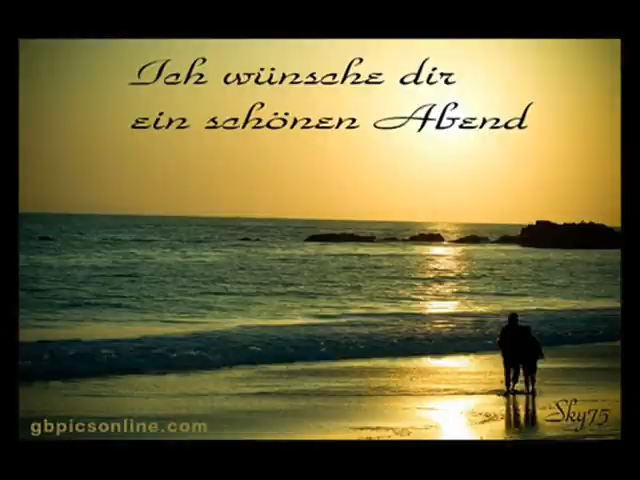 Ich wünsche dir
ein schönen Abend
Sky75
gbpicsonline.com